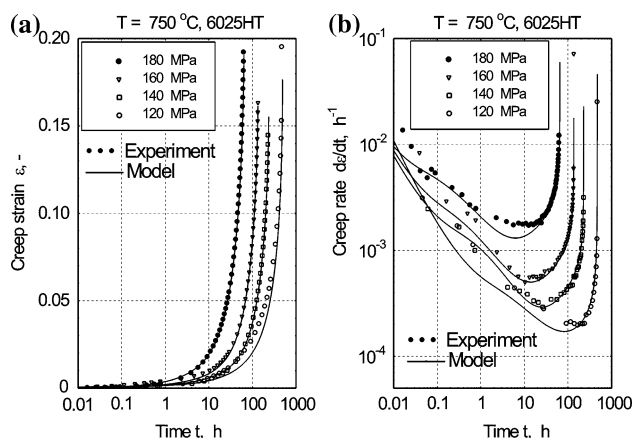 (a)
T = 750 °C, 6025HT
180 MPa
160 MPa
140 MPa
120 MPa
Experiment
Model
Creep strain ε, -
0.20
0.15
0.10
0.05
0
0.01 0.1 1 10 100 1000
Time t, h
(b)
T = 750 °C, 6025HT
180 MPa
160 MPa
140 MPa
120 MPa
Experiment
Model
Creep rate dε/dt, h⁻¹
10⁻¹
10⁻²
10⁻³
10⁻⁴
0.01 0.1 1 10 100 1000
Time t, h